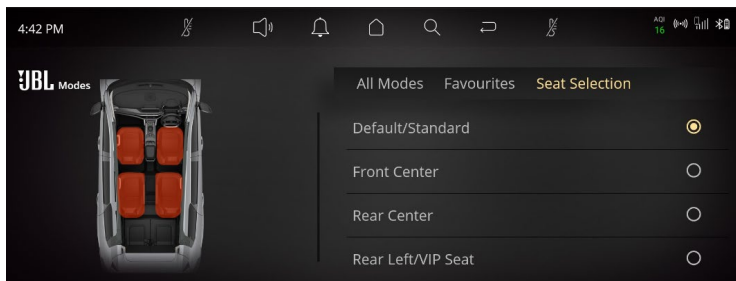 4:42 PM
AQI
16
JBL Modes
All Modes Favourites Seat Selection
Default/Standard
Front Center
Rear Center
Rear Left/VIP Seat